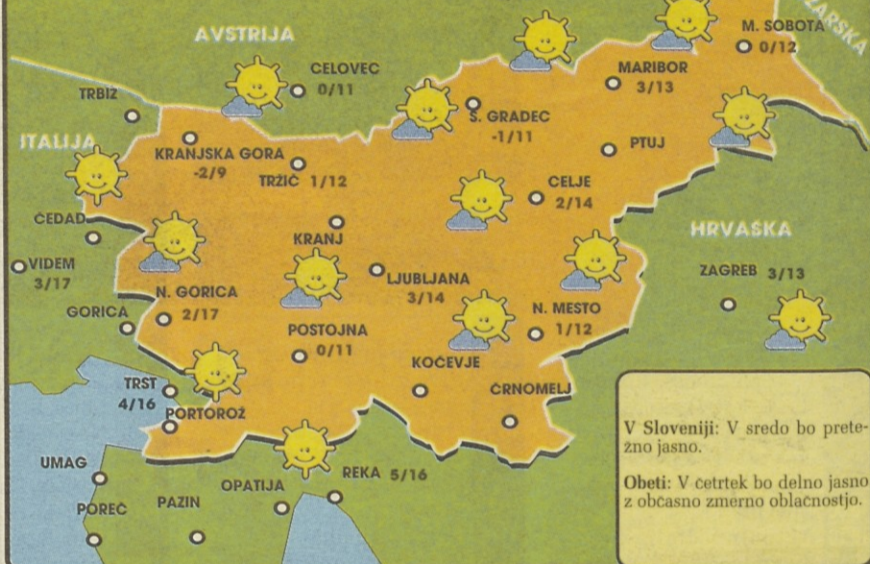 M. SOBOTA
0/12
AVSTRIJA
CELOVEC
0/11
MARIBOR
3/13
TRBIŽ
S. GRADEC
-1/11
ITALIJA
KRANJSKA GORA
-2/9
TRŽIČ 1/12
PTUJ
CELJE
2/14
ČEDAD
KRANJ
HRVAŠKA
VIDEM
3/17
LJUBLJANA
3/14
ZAGREB 3/13
N. GORICA
2/17
GORICA
N. MESTO
1/12
POSTOJNA
0/11
KOČEVJE
TRST
4/16
ČRNOMELJ
PORTOROŽ
V Sloveniji: V sredo bo prete-
žno jasno.
UMAG
OPATIJA
REKA 5/16
Obeti: V četrtek bo delno jasno
z občasno zmerno oblačnostjo.
POREČ
PAZIN